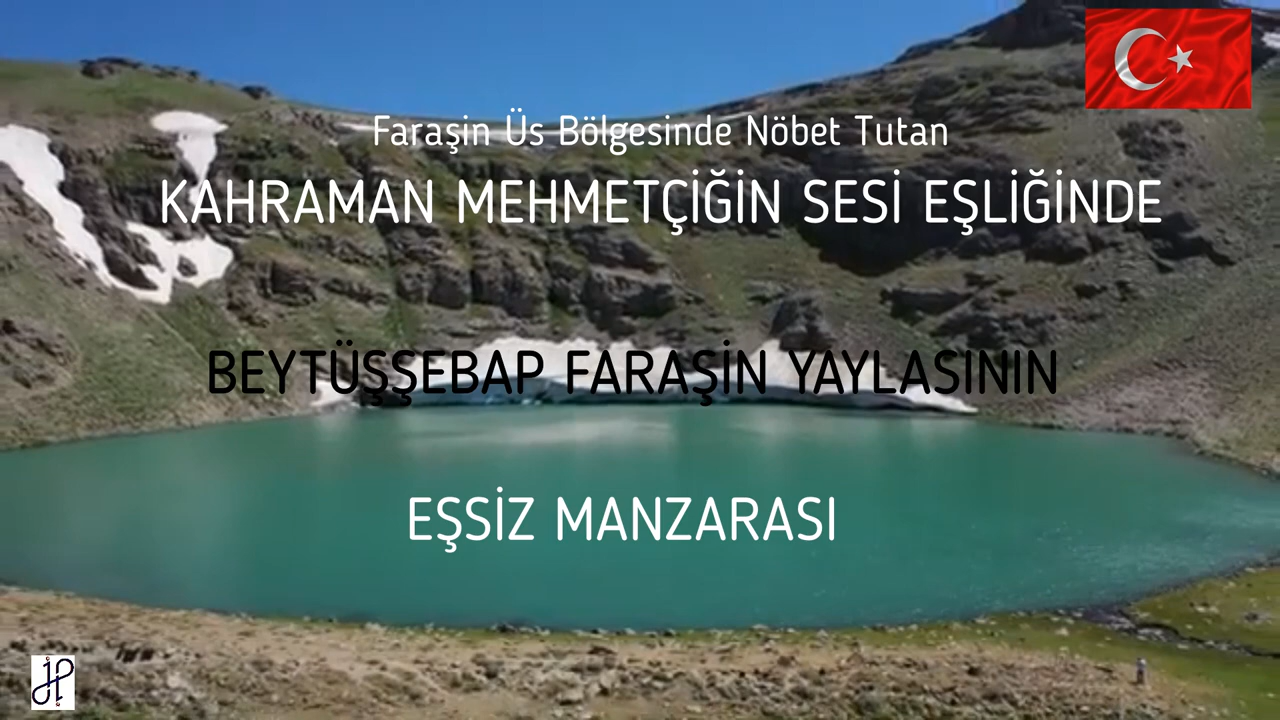 Faraşin Üs Bölgesinde Nöbet Tutan
KAHRAMAN MEHMETÇİĞİN SESİ EŞLİĞİNDE
BEYTÜŞŞEBAP FARAŞİN YAYLASININ
EŞSİZ MANZARASI